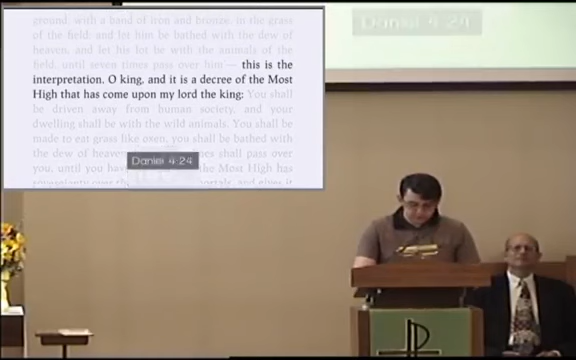 ground, with a band of iron and bronze, in the grass
of the field; and let him be bathed with the dew of
heaven, and let his lot be with the animals of the
field, until seven times pass over him'— this is the
interpretation, O king, and it is a decree of the Most
High that has come upon my lord the king: You shall
be driven away from human society, and your
dwelling shall be with the wild animals. You shall be
made to eat grass like oxen, you shall be bathed with
the dew of heaven, times shall pass over
you, until you have the Most High has
sovereignty over the mortals, and gives it
Daniel 4:24
Daniel 4:24